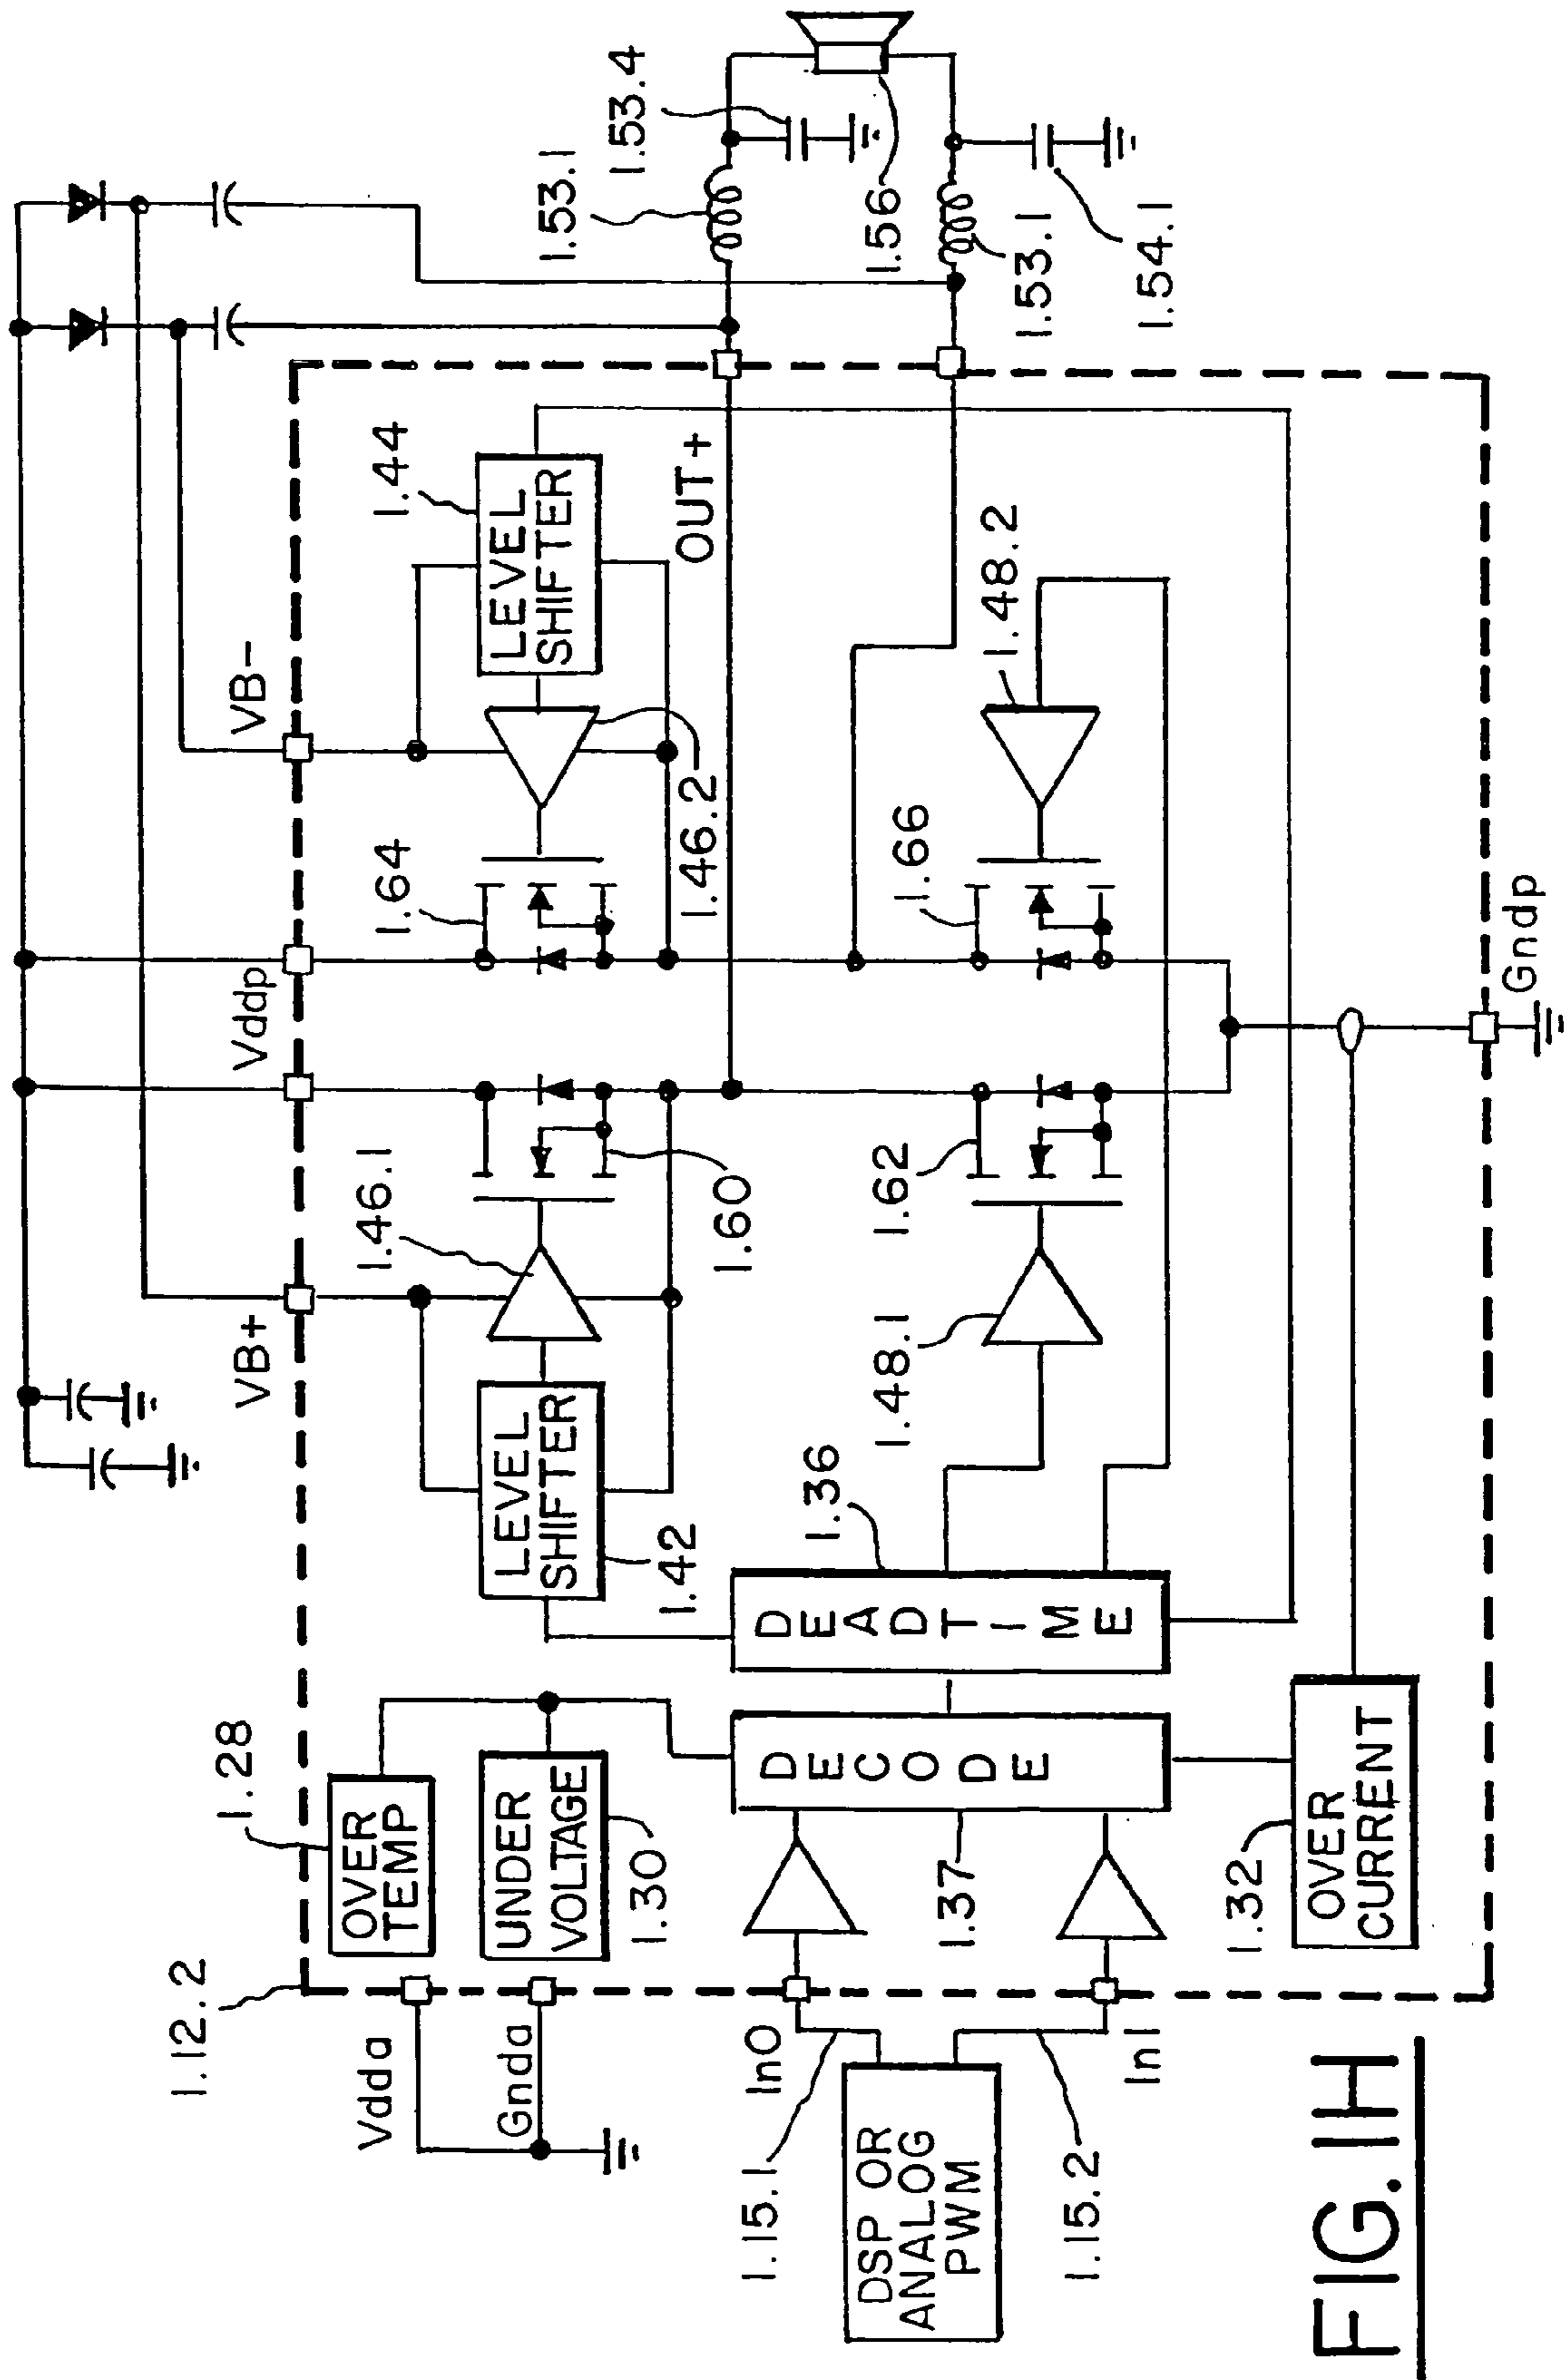 1.12.2
Vdda
Gnda
1.28
OVER
TEMP
UNDER
VOLTAGE
1.30
VB+
Vddp
VB-
LEVEL
SHIFTER
1.42
1.46.1
1.60
1.64
1.46.2
LEVEL
SHIFTER
1.44
OUT+
1.53.1
1.53.4
1.56
1.53.1
1.54.1
In0
1.15.1
DSP OR
ANALOG
PWM
1.15.2
In1
1.37
DECODE
DEADTIME
1.36
1.48.1
1.62
1.66
1.48.2
1.32
OVER
CURRENT
Gndp
FIG. 1H